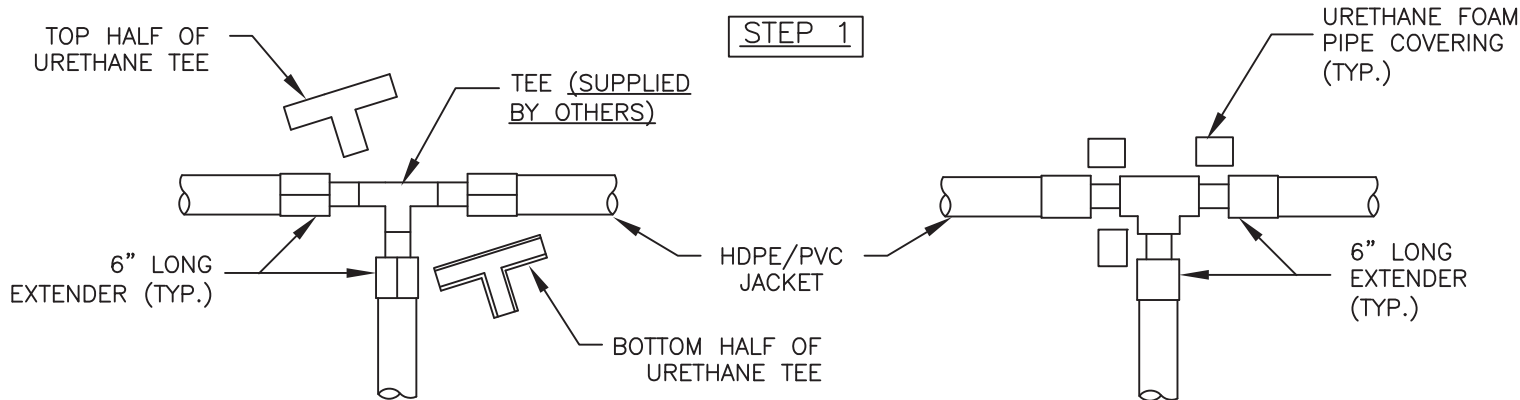 STEP 1
TOP HALF OF
URETHANE TEE
TEE (SUPPLIED
BY OTHERS)
6” LONG
EXTENDER (TYP.)
BOTTOM HALF OF
URETHANE TEE
HDPE/PVC
JACKET
URETHANE FOAM
PIPE COVERING
(TYP.)
6” LONG
EXTENDER
(TYP.)